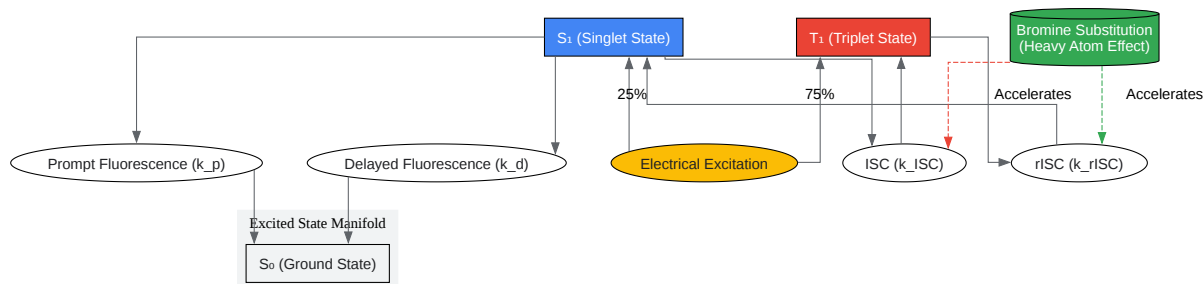 S₁ (Singlet State)
T₁ (Triplet State)
Bromine Substitution
(Heavy Atom Effect)
25%
75%
Accelerates
Accelerates
Prompt Fluorescence (k_p)
Delayed Fluorescence (k_d)
Electrical Excitation
ISC (k_ISC)
rISC (k_rISC)
Excited State Manifold
S₀ (Ground State)